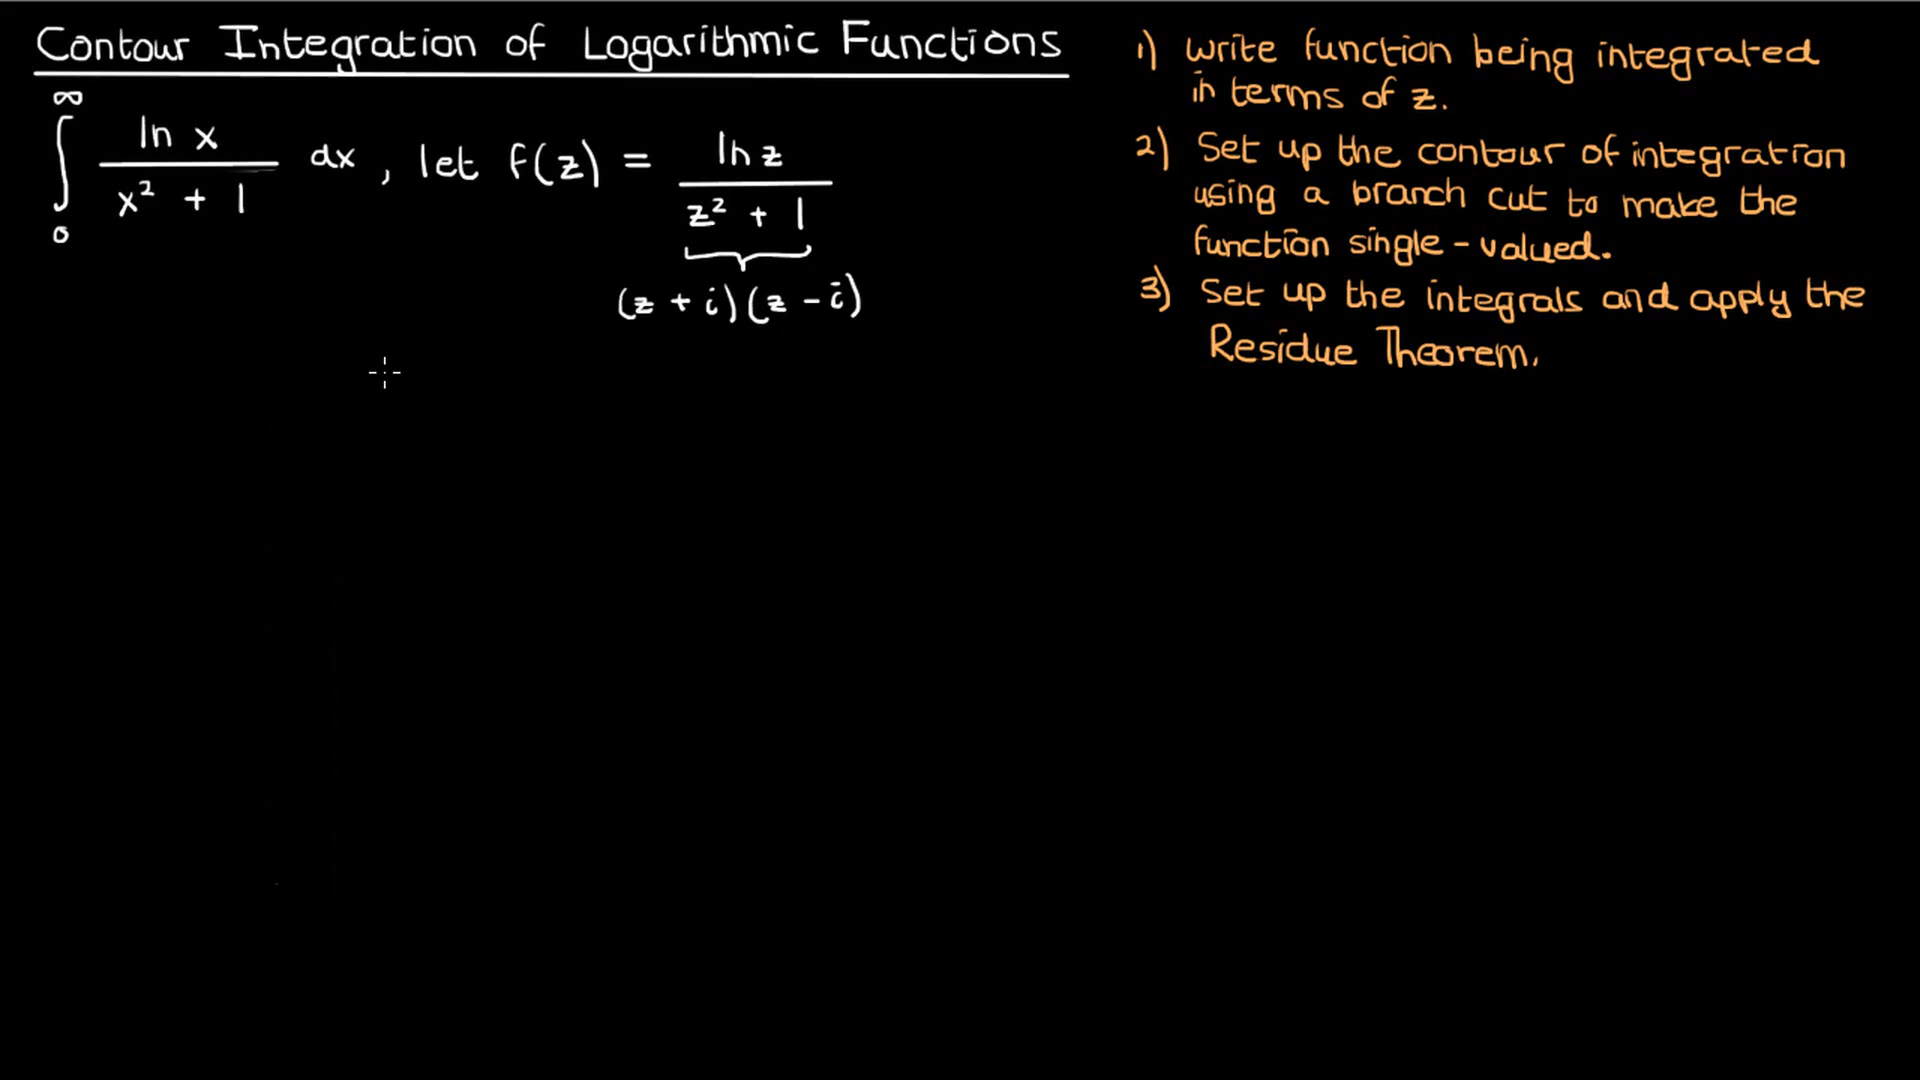 Contour Integration of Logarithmic Functions
∞
∫ ln x / x² + 1 dx , let f(z) = ln z / z² + 1
0
(z + i)(z - i)
1) Write function being integrated
in terms of z.
2) Set up the contour of integration
using a branch cut to make the
function single-valued.
3) Set up the integrals and apply the
Residue Theorem.